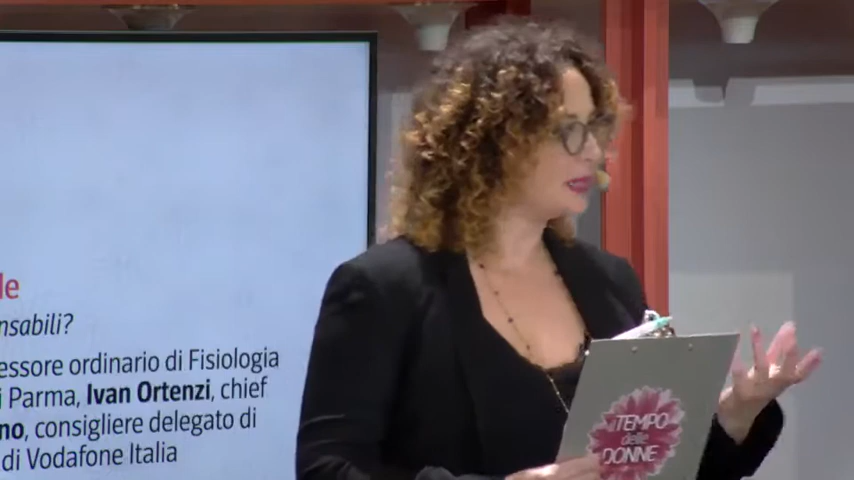 le
nsabili?
essore ordinario di Fisiologia
i Parma, Ivan Ortenzi, chief
no, consigliere delegato di
di Vodafone Italia.
iL TEMPO
delle
DONNE